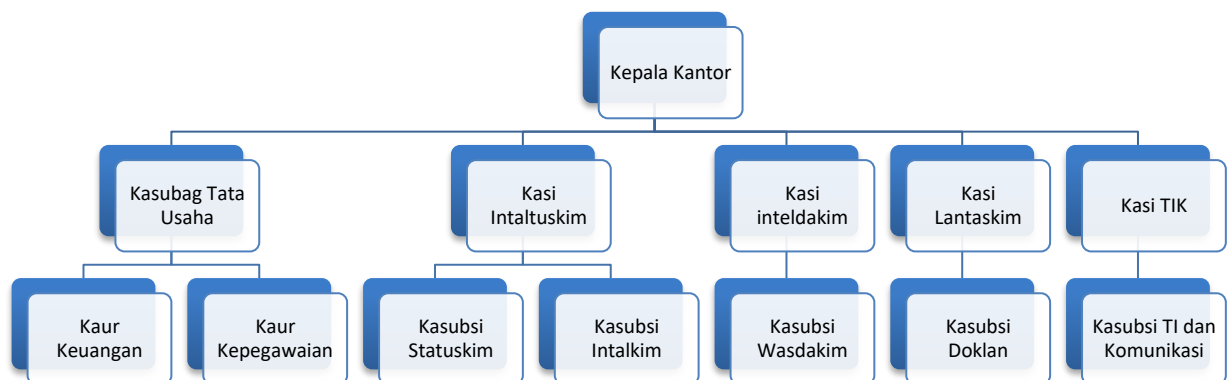 Kepala Kantor
Kasubag Tata
Usaha
Kasi
Intaltuskim
Kasi
inteldakim
Kasi
Lantaskim
Kasi TIK
Kaur
Keuangan
Kaur
Kepegawaian
Kasubsi
Statuskim
Kasubsi
Intalkim
Kasubsi
Wasdakim
Kasubsi
Doklan
Kasubsi TI dan
Komunikasi